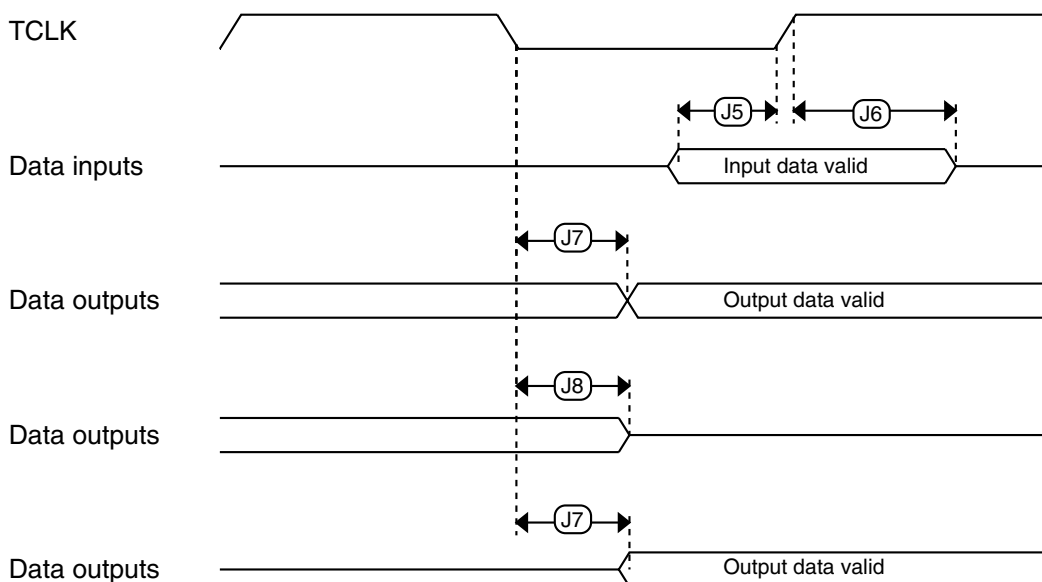 TCLK
J5
J6
Data inputs
Input data valid
J7
Data outputs
Output data valid
J8
Data outputs
J7
Data outputs
Output data valid